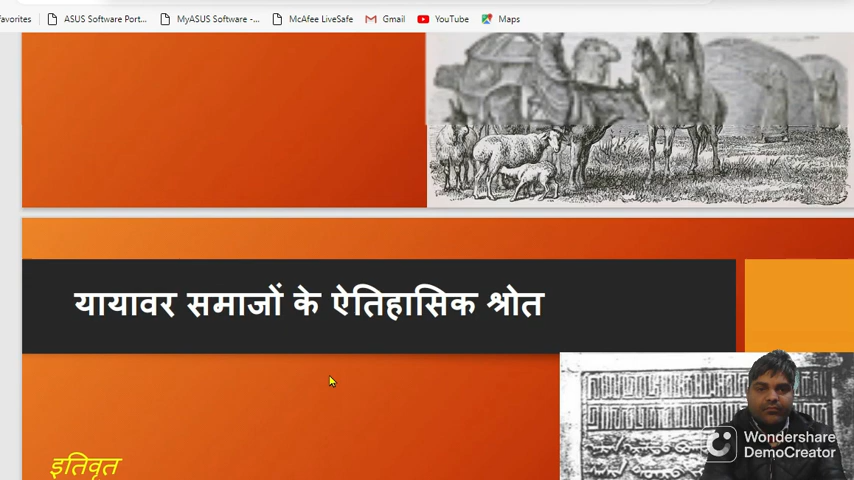 avorites ASUS Software Port... MyASUS Software -... McAfee LiveSafe Gmail YouTube Maps
यायावर समाजों के ऐतिहासिक श्रोत
इतिवृत
Wondershare
DemoCreator